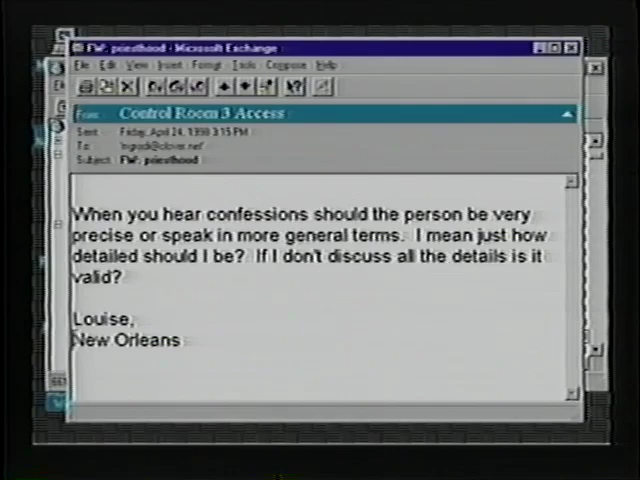 FW: priesthood - Microsoft Exchange
File Edit View Insert Format Tools Compose Help
From: Control Room 3 Access
Sent: Friday, April 24, 1998 3:15 PM
To:
Subject: FW: priesthood
When you hear confessions should the person be very
precise or speak in more general terms. I mean just how
detailed should I be? If I don't discuss all the details is it
valid?
Louise,
New Orleans